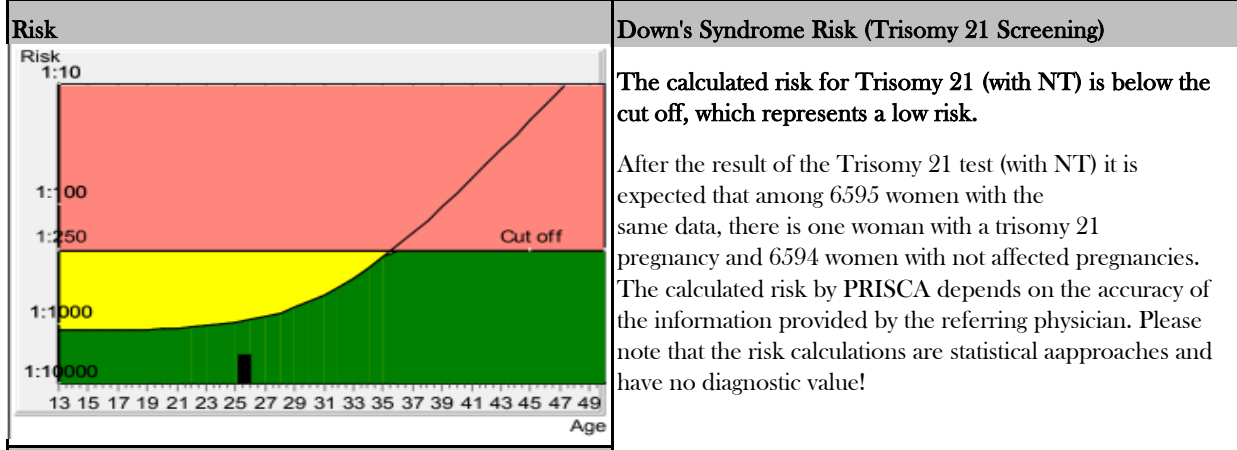 Risk
Down's Syndrome Risk (Trisomy 21 Screening)
Risk
1:10
1:100
1:250
Cut off
1:1000
1:10000
13 15 17 19 21 23 25 27 29 31 33 35 37 39 41 43 45 47 49
Age
The calculated risk for Trisomy 21 (with NT) is below the
cut off, which represents a low risk.
After the result of the Trisomy 21 test (with NT) it is
expected that among 6595 women with the
same data, there is one woman with a trisomy 21
pregnancy and 6594 women with not affected pregnancies.
The calculated risk by PRISCA depends on the accuracy of
the information provided by the referring physician. Please
note that the risk calculations are statistical aapproaches and
have no diagnostic value!